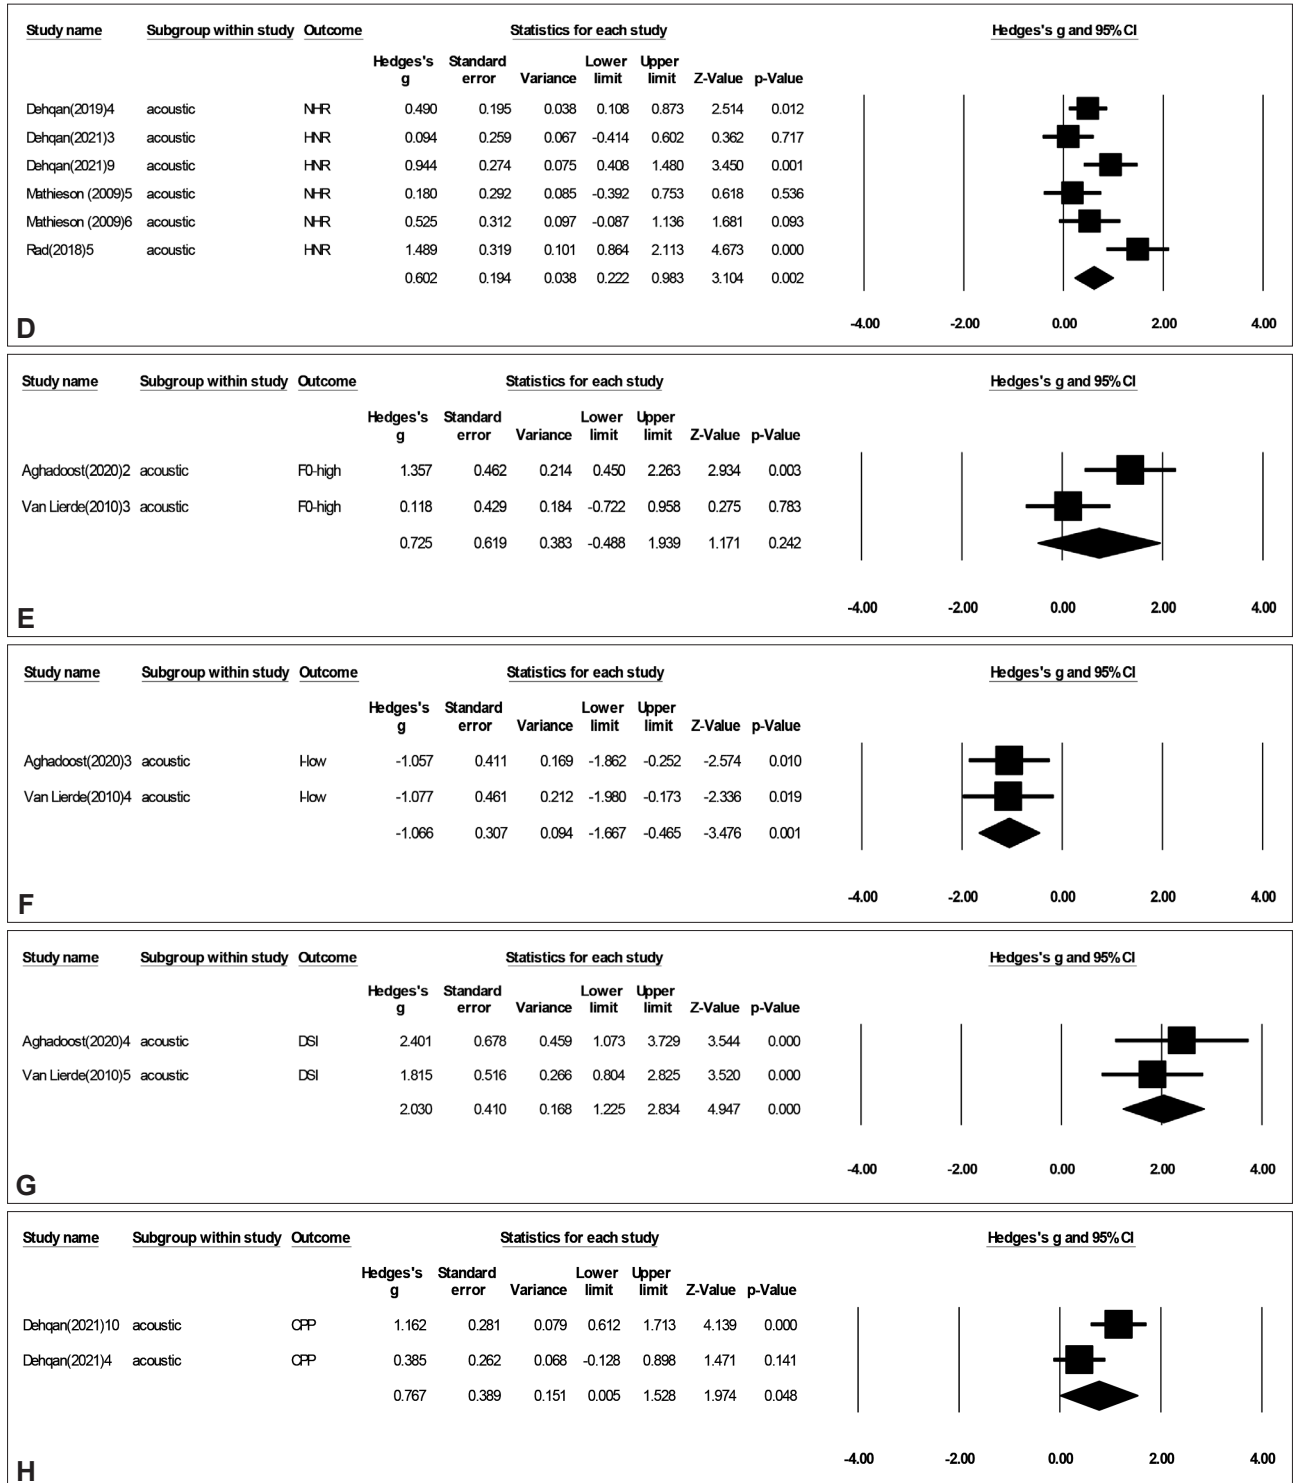 Study name Subgroup within study Outcome Statistics for each study Hedges's g and 95% CI
Hedges's g Standard error Variance Lower limit Upper limit Z-Value p-Value
Dehqan(2019)4 acoustic NHR 0.490 0.195 0.038 0.108 0.873 2.514 0.012
Dehqan(2021)3 acoustic HNR 0.094 0.259 0.067 -0.414 0.602 0.362 0.717
Dehqan(2021)9 acoustic HNR 0.944 0.274 0.075 0.408 1.480 3.450 0.001
Mathieson (2009)5 acoustic NHR 0.180 0.292 0.085 -0.392 0.753 0.618 0.536
Mathieson (2009)6 acoustic NHR 0.525 0.312 0.097 -0.087 1.136 1.681 0.093
Rad(2018)5 acoustic HNR 1.489 0.319 0.101 0.864 2.113 4.673 0.000
0.602 0.194 0.038 0.222 0.983 3.104 0.002
-4.00 -2.00 0.00 2.00 4.00
D
Study name Subgroup within study Outcome Statistics for each study Hedges's g and 95% CI
Hedges's g Standard error Variance Lower limit Upper limit Z-Value p-Value
Aghadoost(2020)2 acoustic F0-high 1.357 0.462 0.214 0.450 2.263 2.934 0.003
Van Lierde(2010)3 acoustic F0-high 0.118 0.429 0.184 -0.722 0.958 0.275 0.783
0.725 0.619 0.383 -0.488 1.939 1.171 0.242
-4.00 -2.00 0.00 2.00 4.00
E
Study name Subgroup within study Outcome Statistics for each study Hedges's g and 95% CI
Hedges's g Standard error Variance Lower limit Upper limit Z-Value p-Value
Aghadoost(2020)3 acoustic I-low -1.057 0.411 0.169 -1.862 -0.252 -2.574 0.010
Van Lierde(2010)4 acoustic I-low -1.077 0.461 0.212 -1.980 -0.173 -2.336 0.019
-1.066 0.307 0.094 -1.667 -0.465 -3.476 0.001
-4.00 -2.00 0.00 2.00 4.00
F
Study name Subgroup within study Outcome Statistics for each study Hedges's g and 95% CI
Hedges's g Standard error Variance Lower limit Upper limit Z-Value p-Value
Aghadoost(2020)4 acoustic DSI 2.401 0.678 0.459 1.073 3.729 3.544 0.000
Van Lierde(2010)5 acoustic DSI 1.815 0.516 0.266 0.804 2.825 3.520 0.000
2.030 0.410 0.168 1.225 2.834 4.947 0.000
-4.00 -2.00 0.00 2.00 4.00
G
Study name Subgroup within study Outcome Statistics for each study Hedges's g and 95% CI
Hedges's g Standard error Variance Lower limit Upper limit Z-Value p-Value
Dehqan(2021)10 acoustic CPP 1.162 0.281 0.079 0.612 1.713 4.139 0.000
Dehqan(2021)4 acoustic CPP 0.385 0.262 0.068 -0.128 0.898 1.471 0.141
0.767 0.389 0.151 0.005 1.528 1.974 0.048
-4.00 -2.00 0.00 2.00 4.00
H